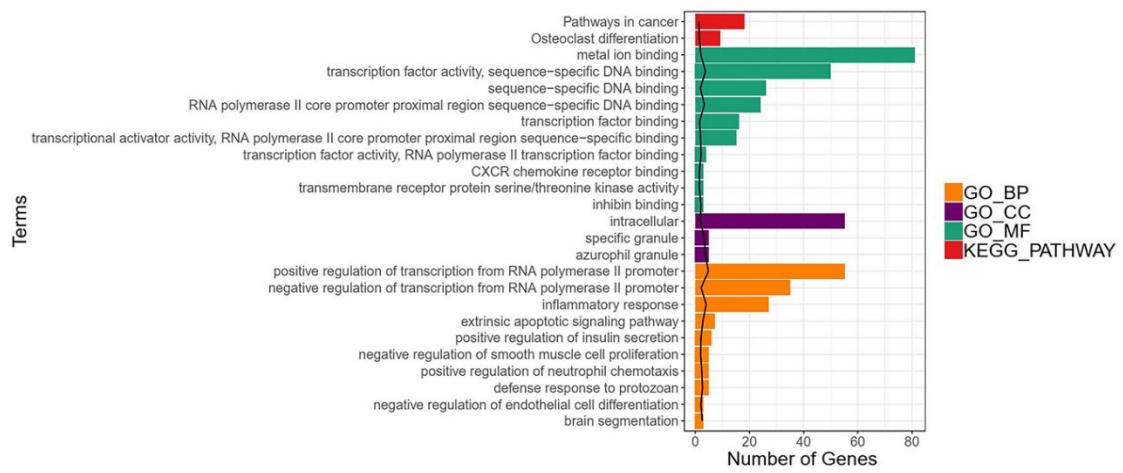 Pathways in cancer
Osteoclast differentiation
metal ion binding
transcription factor activity, sequence−specific DNA binding
sequence−specific DNA binding
RNA polymerase II core promoter proximal region sequence−specific DNA binding
transcription factor binding
transcriptional activator activity, RNA polymerase II core promoter proximal region sequence−specific binding
transcription factor activity, RNA polymerase II transcription factor binding
CXCR chemokine receptor binding
transmembrane receptor protein serine/threonine kinase activity
inhibin binding
intracellular
specific granule
azurophil granule
positive regulation of transcription from RNA polymerase II promoter
negative regulation of transcription from RNA polymerase II promoter
inflammatory response
extrinsic apoptotic signaling pathway
positive regulation of insulin secretion
negative regulation of smooth muscle cell proliferation
positive regulation of neutrophil chemotaxis
defense response to protozoan
negative regulation of endothelial cell differentiation
brain segmentation
Terms
0 20 40 60 80
Number of Genes
GO_BP
GO_CC
GO_MF
KEGG_PATHWAY